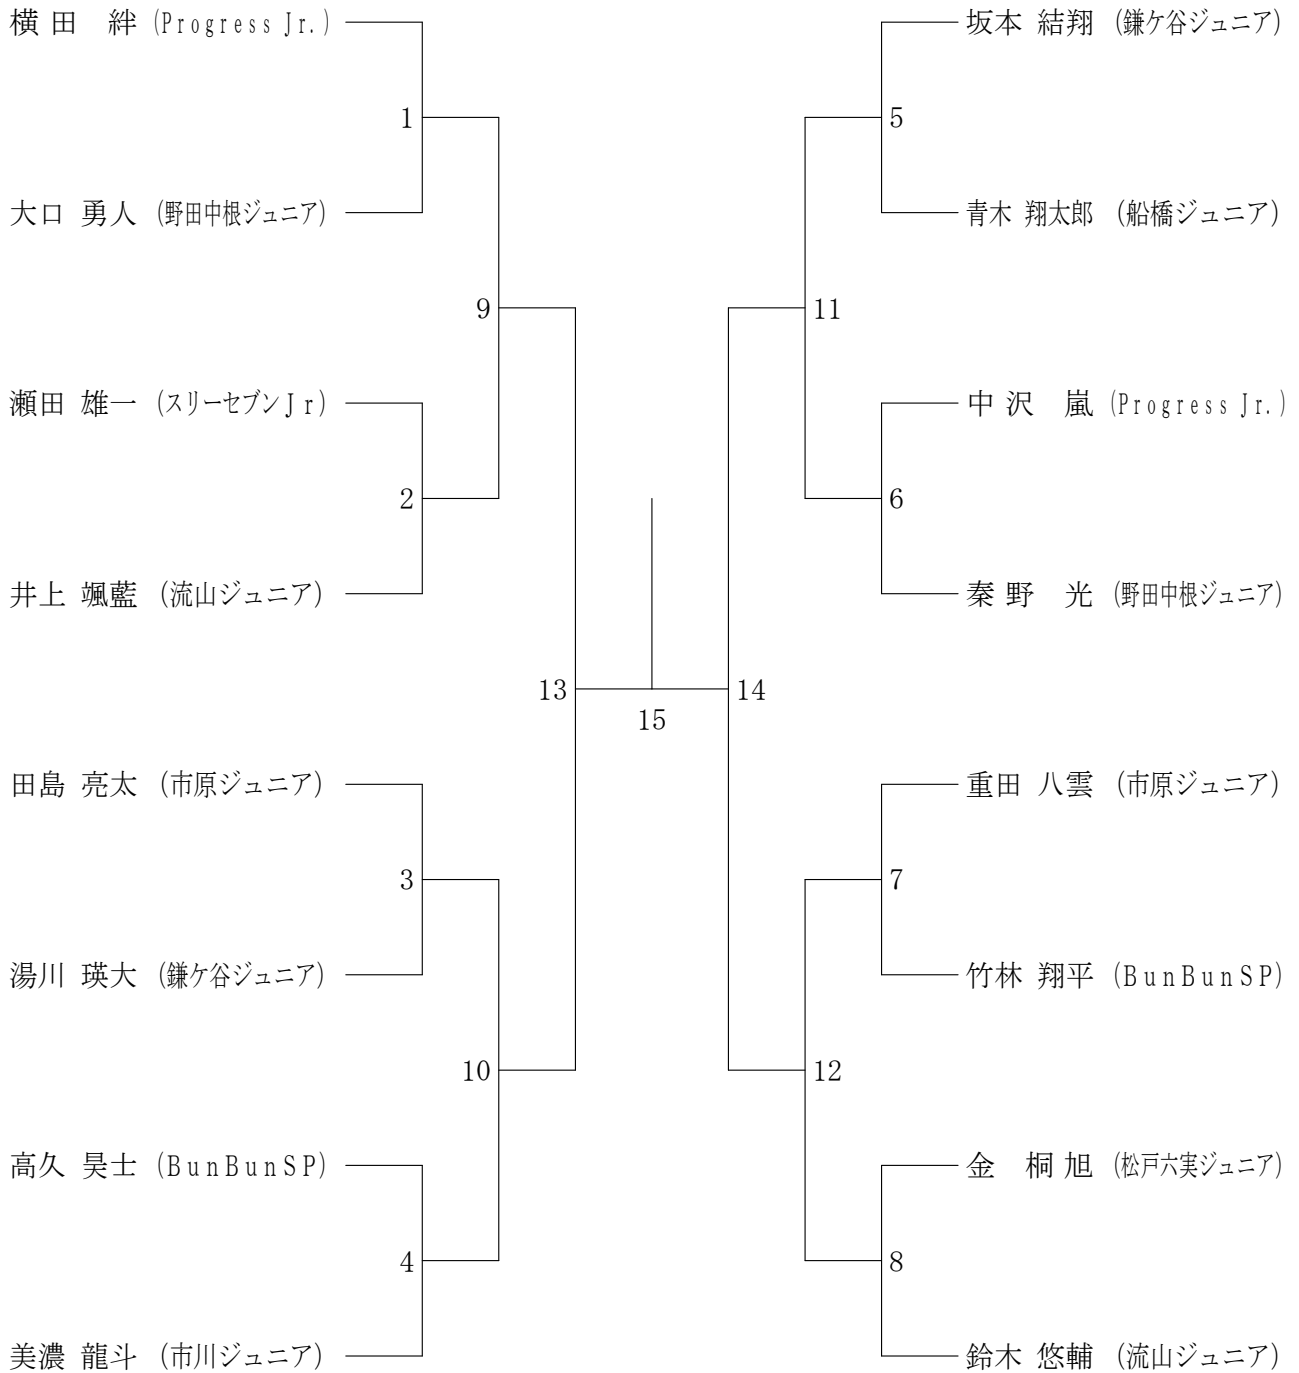 横田 絆 (Progress Jr.)
1
大口 勇人 (野田中根ジュニア)
9
瀬田 雄一 (スリーセブンJr)
2
井上 颯藍 (流山ジュニア)
13
田島 亮太 (市原ジュニア)
3
湯川 瑛大 (鎌ケ谷ジュニア)
10
高久 昊士 (BunBunSP)
4
美濃 龍斗 (市川ジュニア)
15
坂本 結翔 (鎌ケ谷ジュニア)
5
青木 翔太郎 (船橋ジュニア)
11
中沢 嵐 (Progress Jr.)
6
秦野 光 (野田中根ジュニア)
14
重田 八雲 (市原ジュニア)
7
竹林 翔平 (BunBunSP)
12
金 桐旭 (松戸六実ジュニア)
8
鈴木 悠輔 (流山ジュニア)